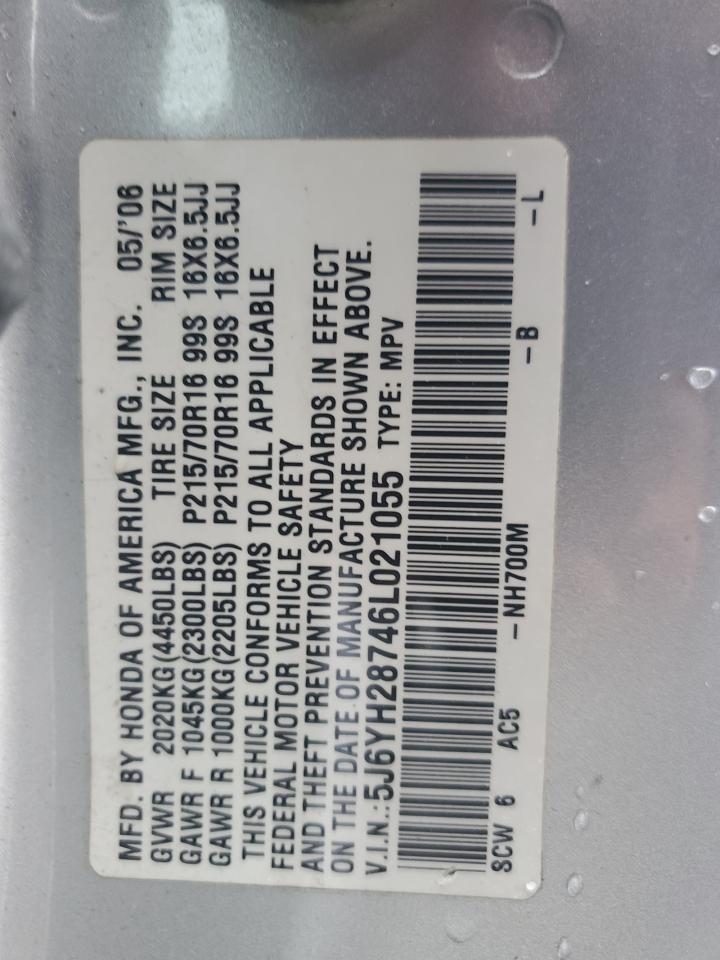 MFD. BY HONDA OF AMERICA MFG., INC. 05/'06
GVWR 2020KG(4450LBS) TIRE SIZE RIM SIZE
GAWR F 1045KG(2300LBS) P215/70R16 99S 16X6.5JJ
GAWR R 1000KG(2205LBS) P215/70R16 99S 16X6.5JJ
THIS VEHICLE CONFORMS TO ALL APPLICABLE
FEDERAL MOTOR VEHICLE SAFETY
AND THEFT PREVENTION STANDARDS IN EFFECT
ON THE DATE OF MANUFACTURE SHOWN ABOVE.
V.I.N.:5J6YH28746L021055 TYPE: MPV
SCW 6 AC5 -NH700M -B -L